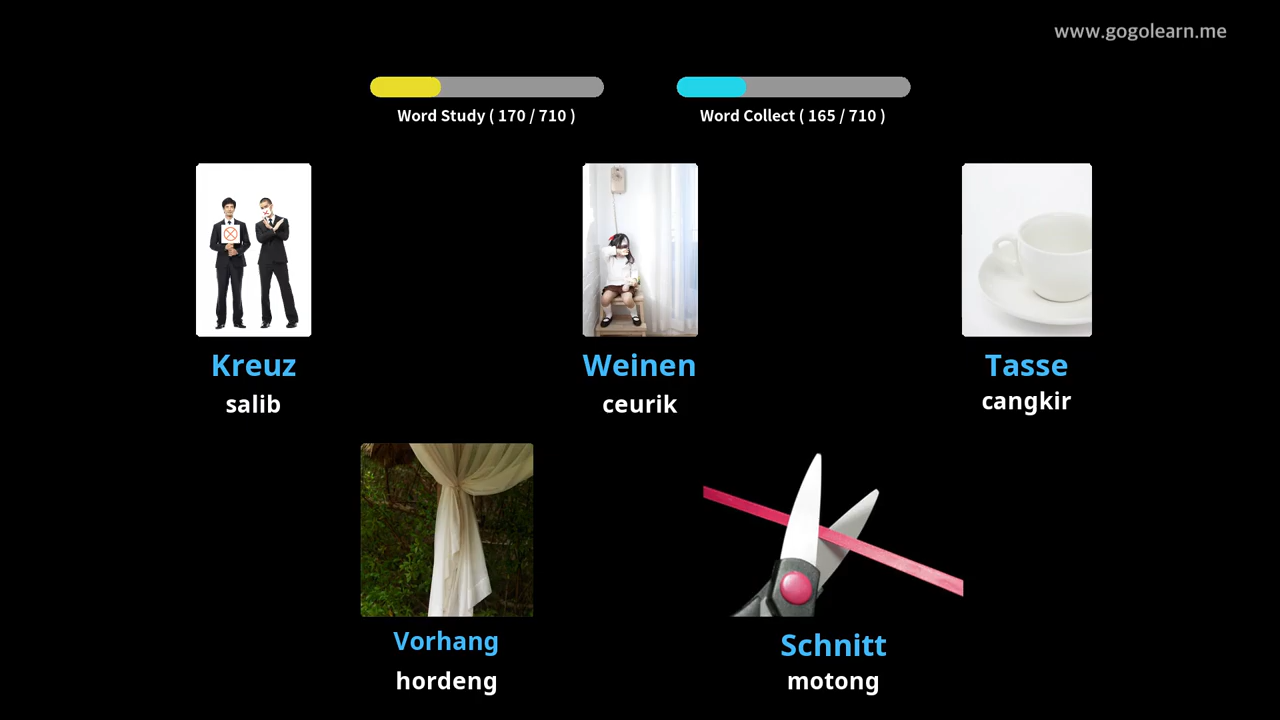 www.gogolearn.me
Word Study ( 170 / 710 )
Word Collect ( 165 / 710 )
Kreuz
salib
Weinen
ceurik
Tasse
cangkir
Vorhang
hordeng
Schnitt
motong